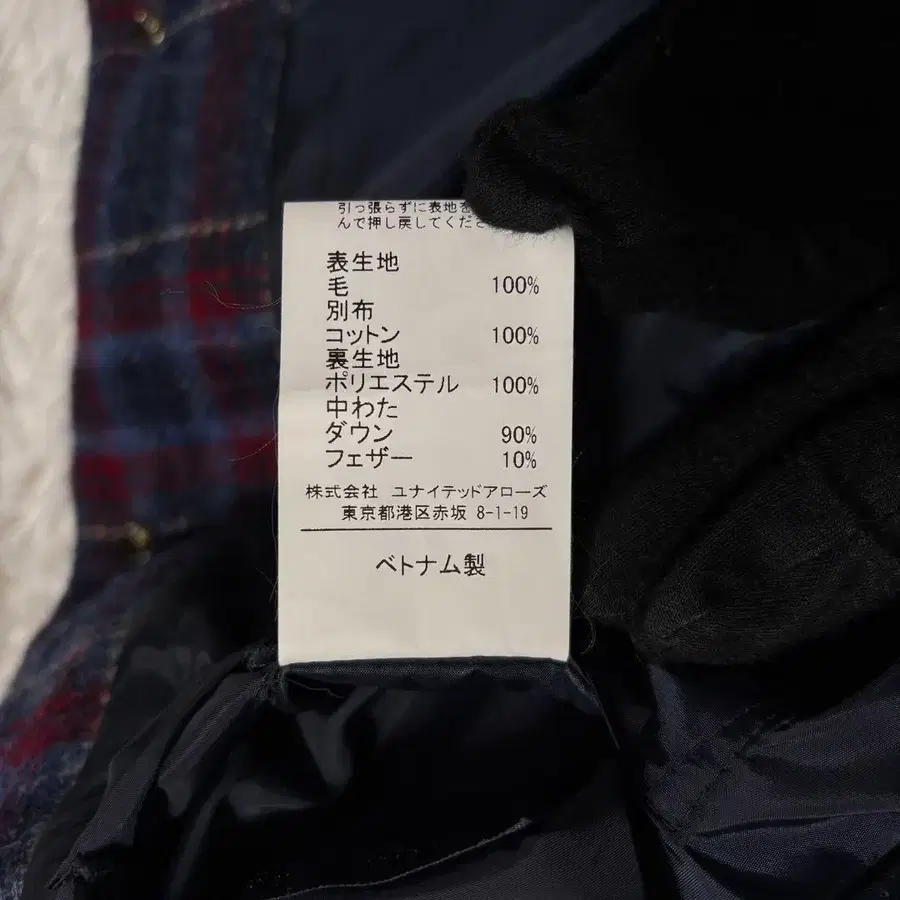 引っ張らずに表地を
んで押し戻してくださ
表生地
毛 100%
別布
コットン 100%
裏生地
ポリエステル 100%
中わた
ダウン 90%
フェザー 10%
株式会社 ユナイテッドアローズ
東京都港区赤坂 8-1-19
ベトナム製